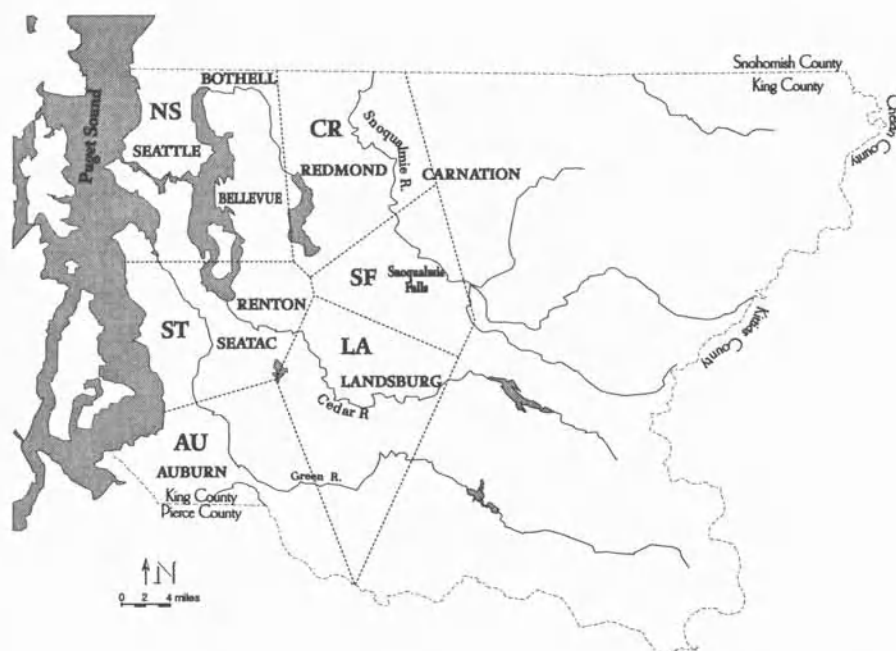 Snohomish County
King County
Chelan County
BOTHELL
NS
CR
Puget Sound
Snoqualmie R.
SEATTLE
REDMOND
CARNATION
BELLEVUE
SF
Snoqualmie
Falls
Kittitas County
RENTON
ST
SEATAC
LA
LANDSBURG
Cedar R
AU
AUBURN
Green R.
King County
Pierce County
N
0 2 4 miles